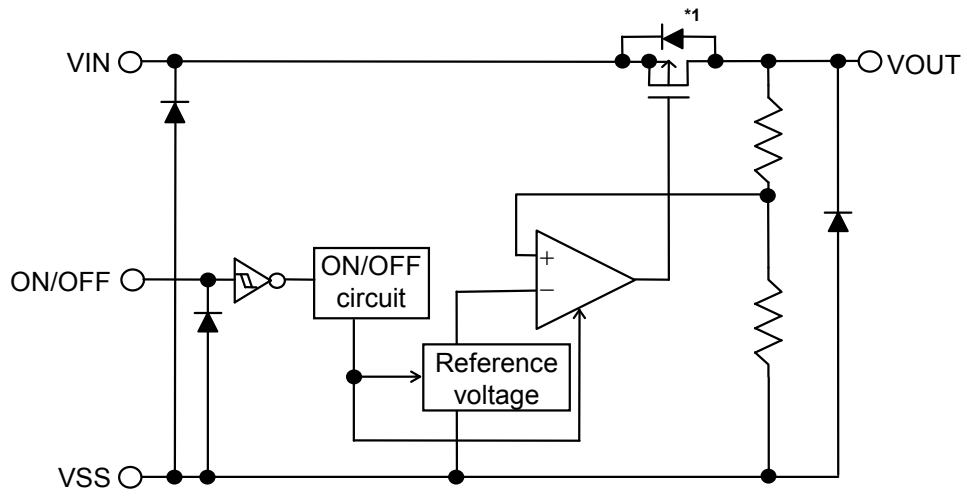 *1
VIN
VOUT
ON/OFF
ON/OFF
circuit
+
−
Reference
voltage
VSS